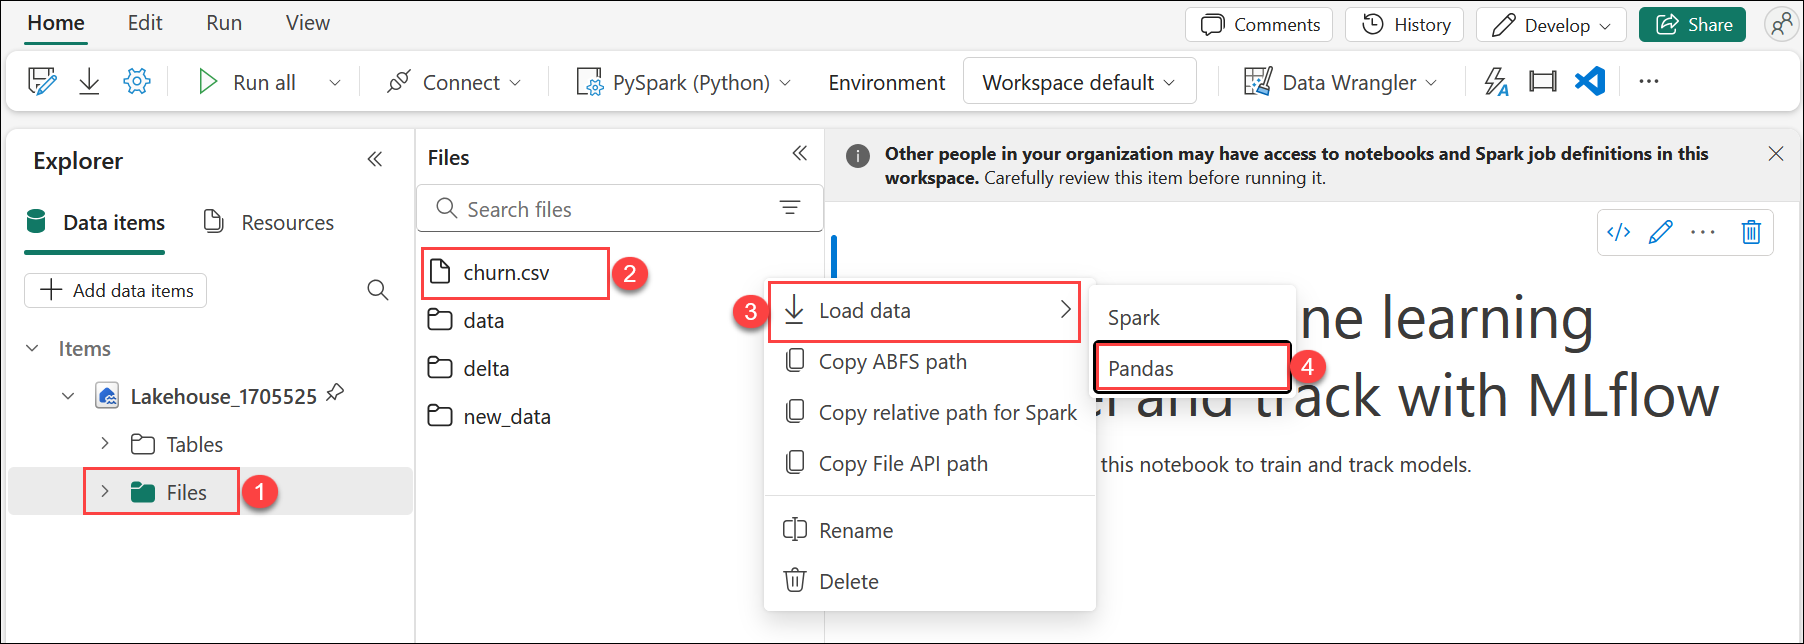 Home Edit Run View
Comments History Develop Share
Run all Connect PySpark (Python) Environment Workspace default Data Wrangler ...
Explorer
Data items Resources
Add data items
Items
Lakehouse_1705525
Tables
Files 1
Files
Search files
churn.csv 2
data
delta
new_data
Other people in your organization may have access to notebooks and Spark job definitions in this
workspace. Carefully review this item before running it.
</> ...
3 Load data
Copy ABFS path
Copy relative path for Spark
Copy File API path
Rename
Delete
Spark
Pandas 4
ne learning
and track with MLflow
this notebook to train and track models.